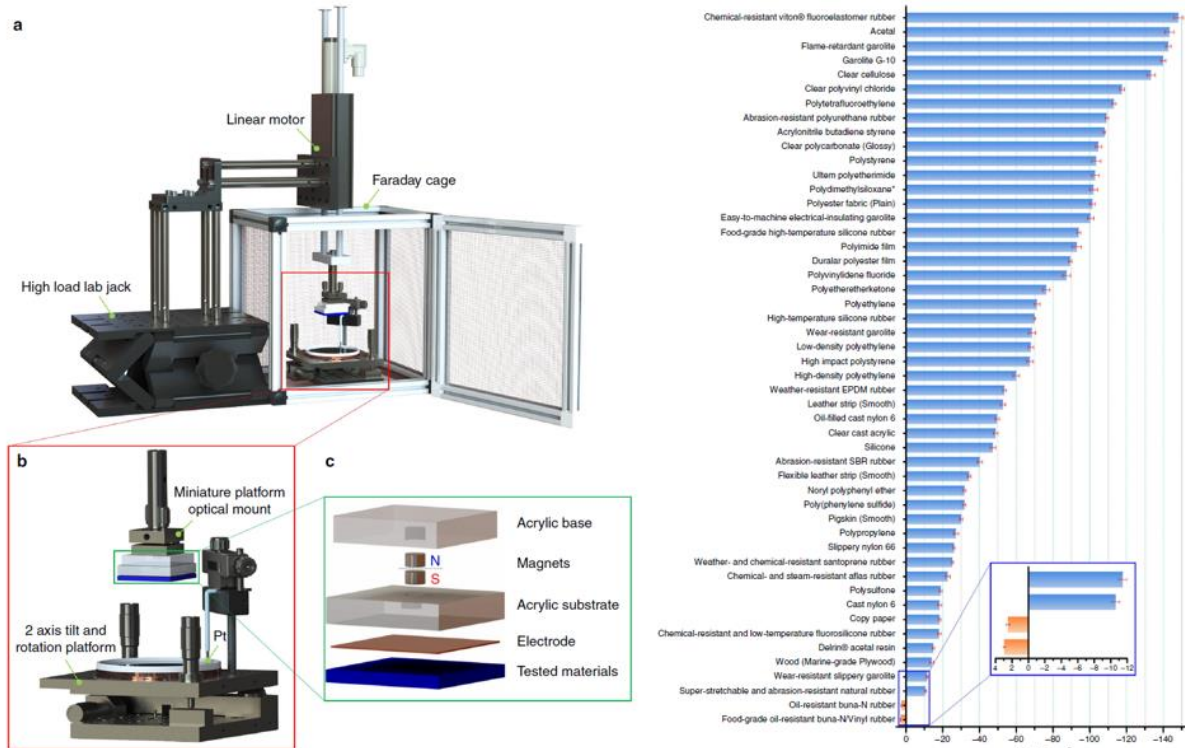 a
Linear motor
Faraday cage
High load lab jack
b
Miniature platform
optical mount
2 axis tilt and
rotation platform
Pt
c
Acrylic base
Magnets
N
S
Acrylic substrate
Electrode
Tested materials
Chemical-resistant viton® fluoroelastomer rubber
Acetal
Flame-retardant garolite
Garolite G-10
Clear cellulose
Clear polyvinyl chloride
Polytetrafluoroethylene
Abrasion-resistant polyurethane rubber
Acrylonitrile butadiene styrene
Clear polycarbonate (Glossy)
Polystyrene
Ultem polyetherimide
Polydimethylsiloxane*
Polyester fabric (Plain)
Easy-to-machine electrical-insulating garolite
Food-grade high-temperature silicone rubber
Polyimide film
Duralar polyester film
Polyvinylidene fluoride
Polyetheretherketone
Polyethylene
High-temperature silicone rubber
Wear-resistant garolite
Low-density polyethylene
High impact polystyrene
High-density polyethylene
Weather-resistant EPDM rubber
Leather strip (Smooth)
Oil-filled cast nylon 6
Clear cast acrylic
Silicone
Abrasion-resistant SBR rubber
Flexible leather strip (Smooth)
Noryl polyphenyl ether
Poly(phenylene sulfide)
Pigskin (Smooth)
Polypropylene
Slippery nylon 66
Weather- and chemical-resistant santoprene rubber
Chemical- and steam-resistant aflas rubber
Polysulfone
Cast nylon 6
Copy paper
Chemical-resistant and low-temperature fluorosilicone rubber
Delrin® acetal resin
Wood (Marine-grade Plywood)
Wear-resistant slippery garolite
Super-stretchable and abrasion-resistant natural rubber
Oil-resistant buna-N rubber
Food-grade oil-resistant buna-N/Vinyl rubber
4 2 0 -2 -4 -6 -8 -10 -12
0 -20 -40 -60 -80 -100 -120 -140